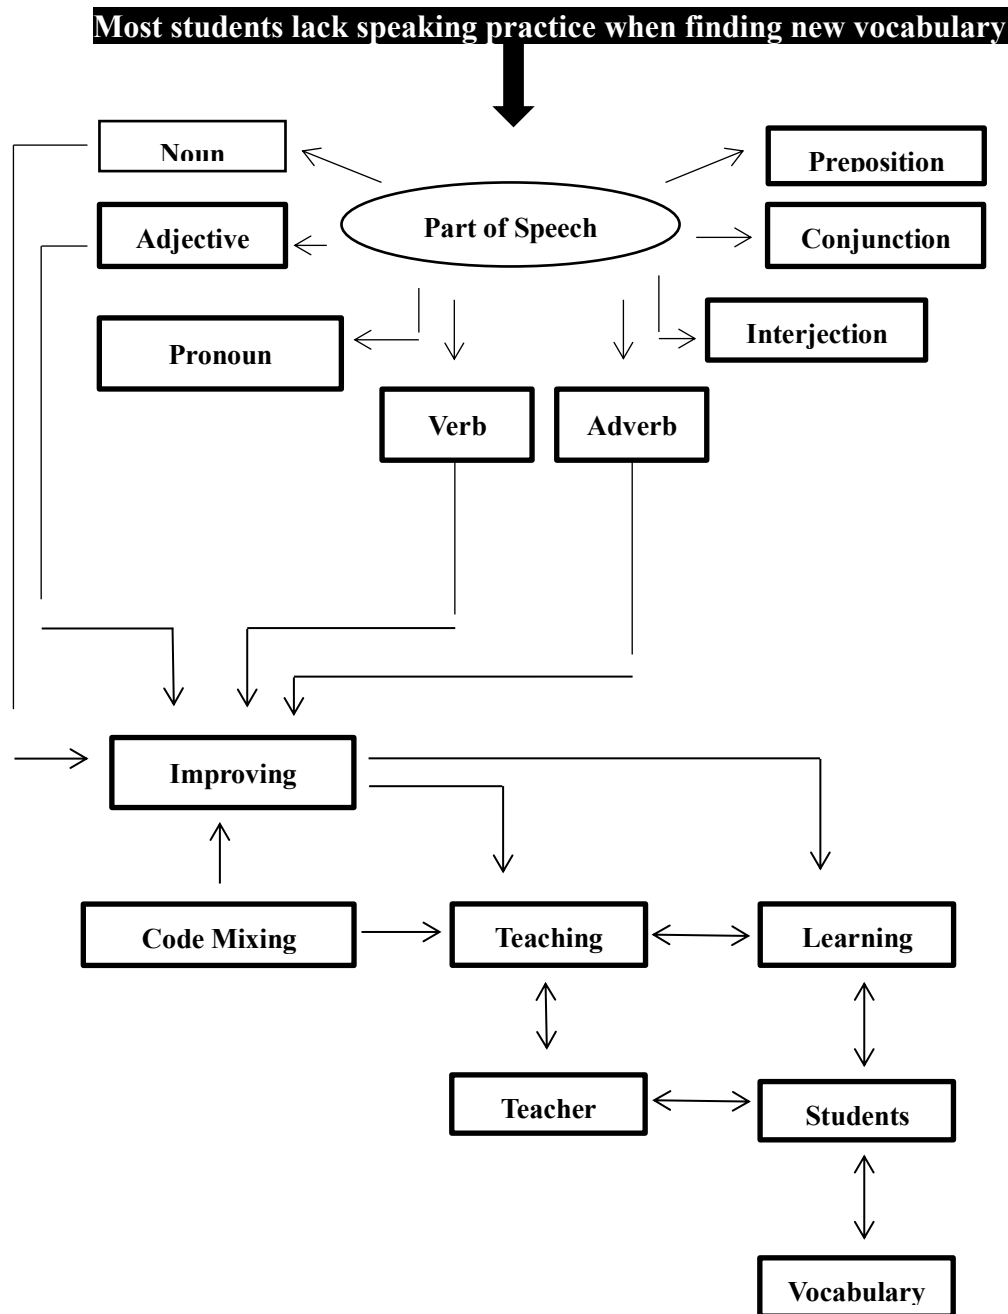 Most students lack speaking practice when finding new vocabulary
Noun
Preposition
Adjective
Part of Speech
Conjunction
Pronoun
Interjection
Verb
Adverb
Improving
Code Mixing
Teaching
Learning
Teacher
Students
Vocabulary